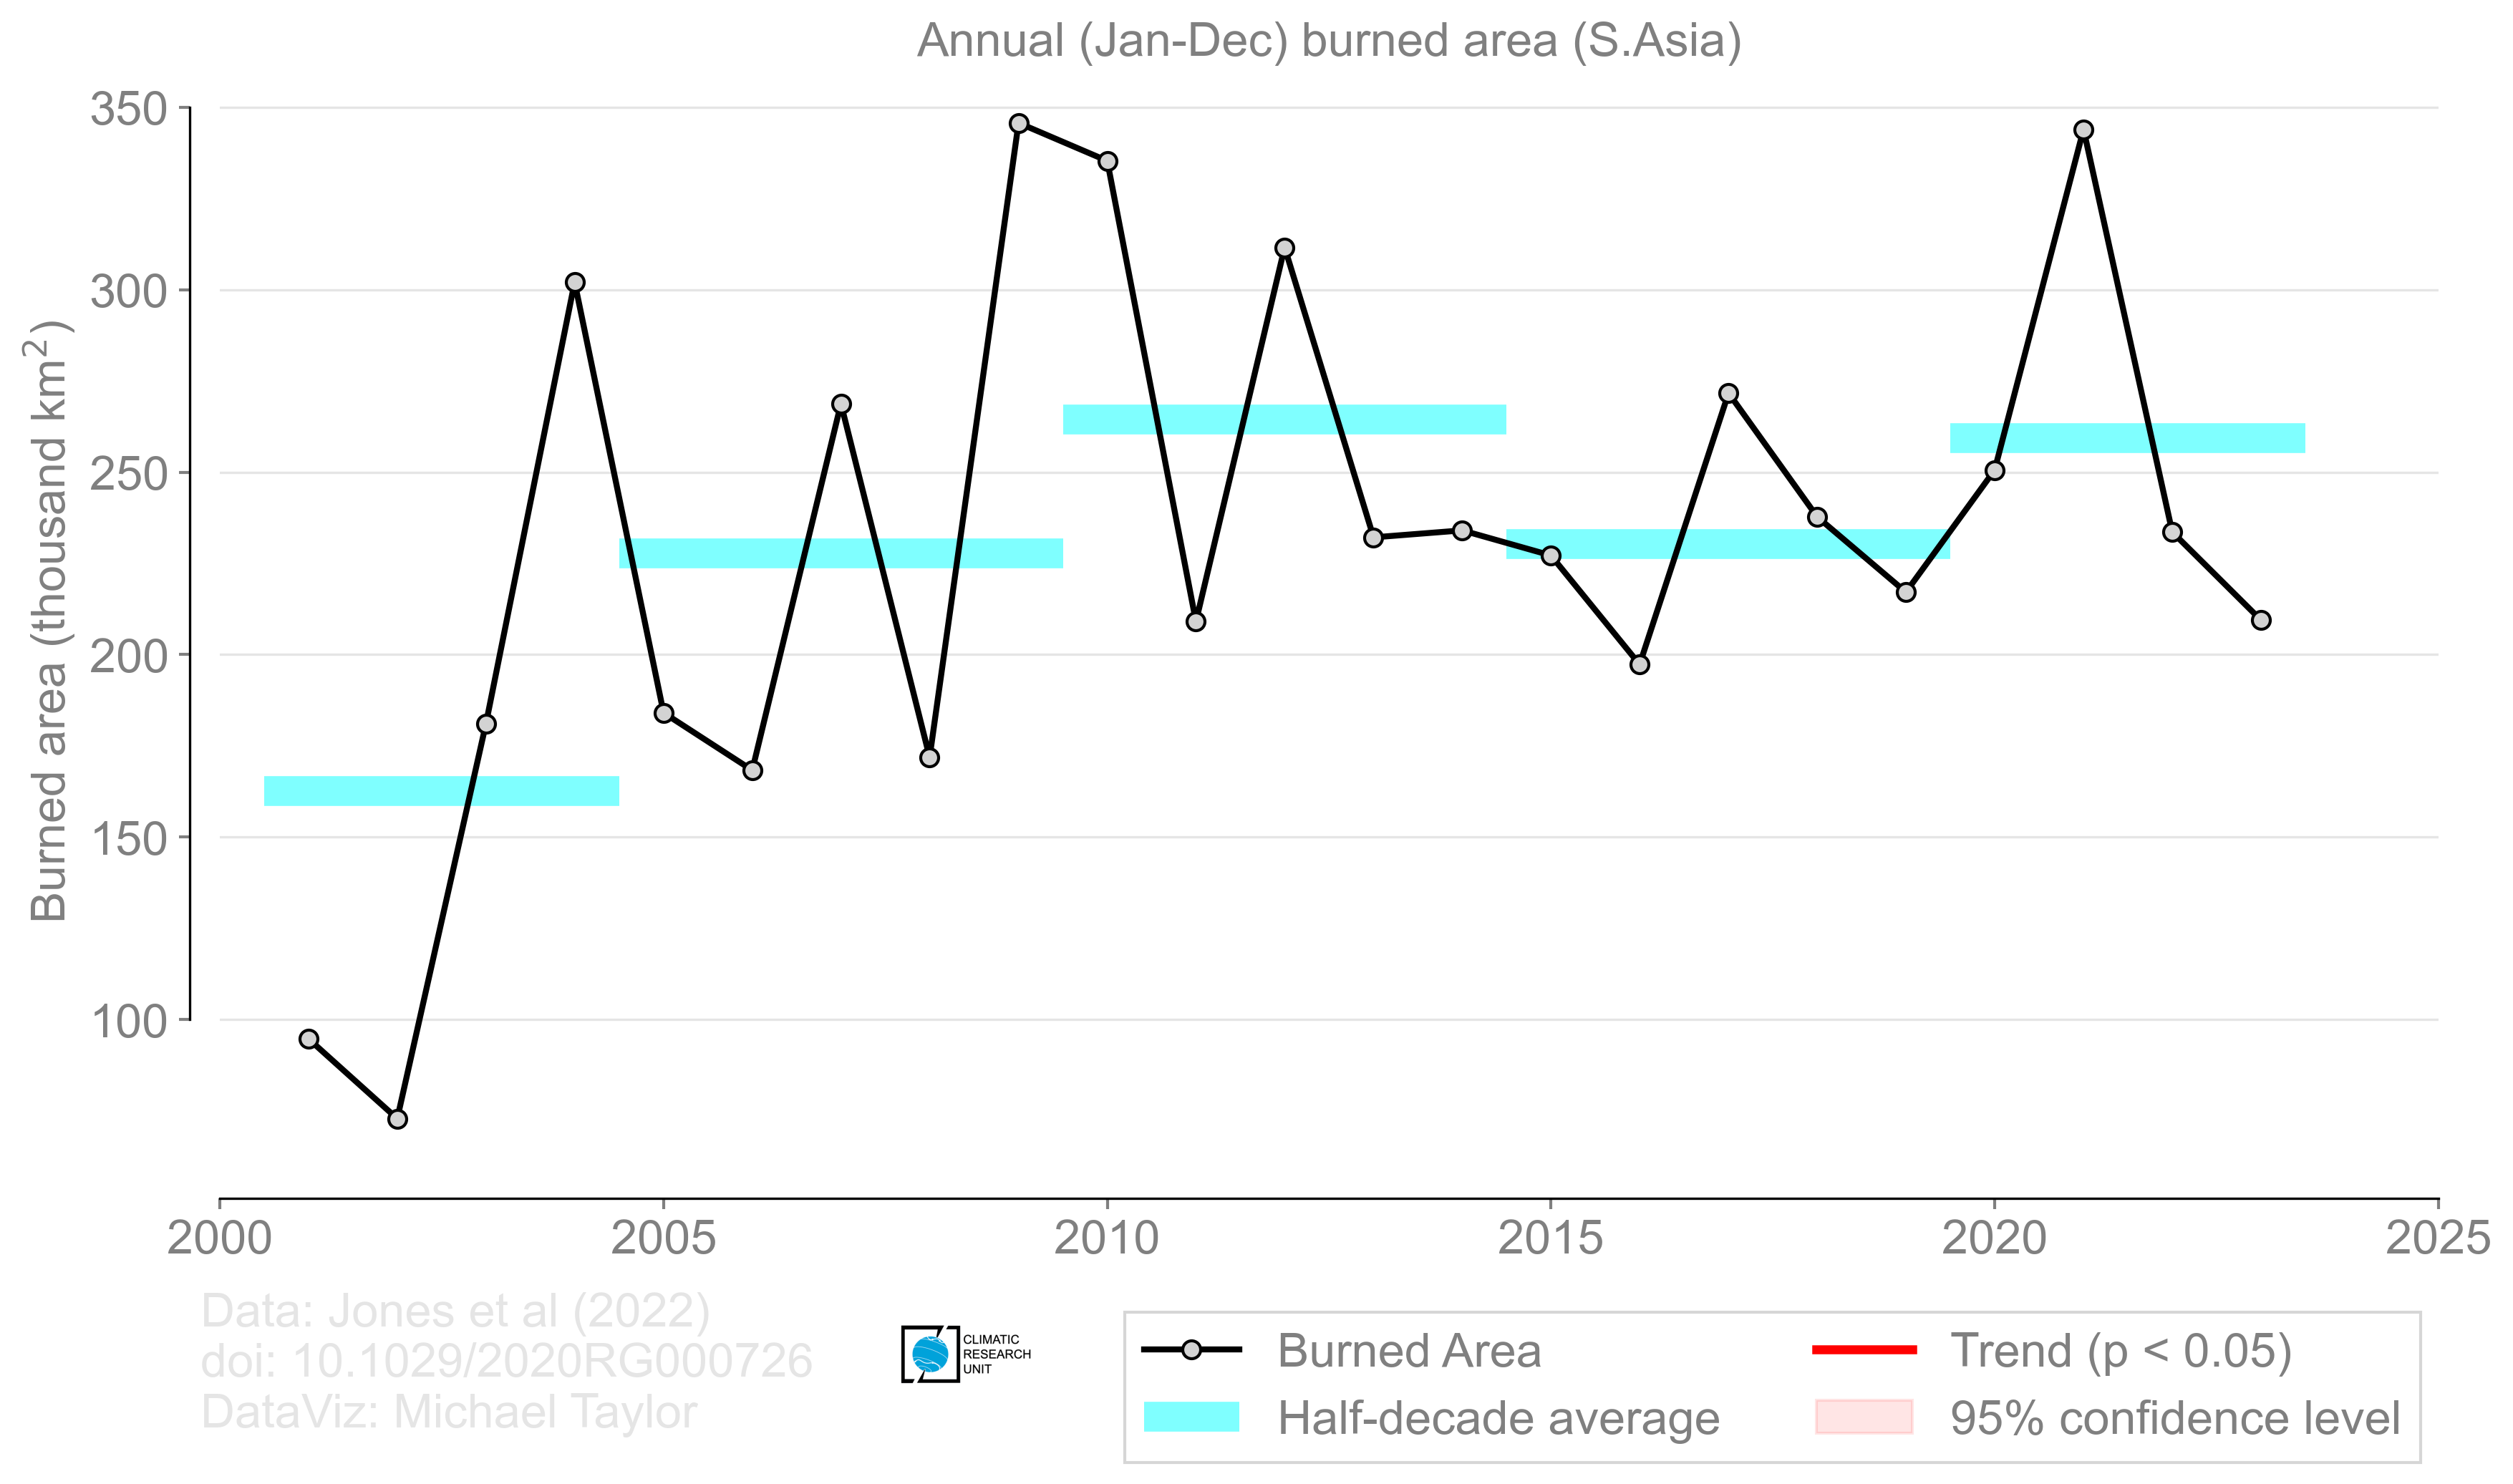 Annual (Jan-Dec) burned area (S.Asia)
350
300
250
200
150
100
Burned area (thousand km²)
2000
2005
2010
2015
2020
2025
Data: Jones et al (2022)
doi: 10.1029/2020RG000726
DataViz: Michael Taylor
CLIMATIC
RESEARCH
UNIT
Burned Area
Half-decade average
Trend (p < 0.05)
95% confidence level